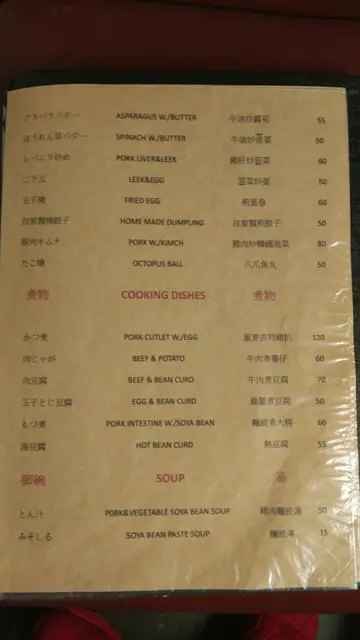 アスパラバター ASPARAGUS W./BUTTER 牛油炒露荀 55
ほうれん草バター SPINACH W./BUTTER 牛油炒菠菜 50
レバニラ炒め PORK LIVER&LEEK 豬肝炒韮菜 60
ニラ玉 LEEK&EGG 韮菜炒蛋 50
玉子焼 FRIED EGG 煎蛋卷 60
自家製焼餃子 HOME MADE DUMPLING 自家製煎餃子 50
豚肉キムチ PORK W./KIMCH 豬肉炒韓國泡菜 80
たこ焼 OCTOPUS BALL 八爪魚丸 50
煮物 COOKING DISHES 煮物
かつ煮 PORK CUTLET W./EGG 蛋煮吉列豬扒 120
肉じゃが BEEF & POTATO 牛肉煮薯仔 60
肉豆腐 BEEF & BEAN CURD 牛肉煮豆腐 70
玉子とじ豆腐 EGG & BEAN CURD 雞蛋煮豆腐 50
もつ煮 PORK INTESTINE W./SOYA BEAN 麵豉煮大腸 60
湯豆腐 HOT BEAN CURD 熱豆腐 55
御椀 SOUP 湯
とん汁 PORK&VEGETABLE SOYA BEAN SOUP 豬肉麵豉湯 50
みそしる SOYA BEAN PASTE SOUP 麵豉湯 15